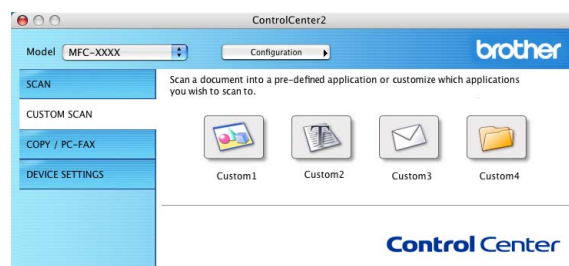 ControlCenter2
Model MFC-XXXX Configuration brother
SCAN
CUSTOM SCAN
COPY / PC-FAX
DEVICE SETTINGS
Scan a document into a pre-defined application or customize which applications
you wish to scan to.
Custom1 Custom2 Custom3 Custom4
Control Center